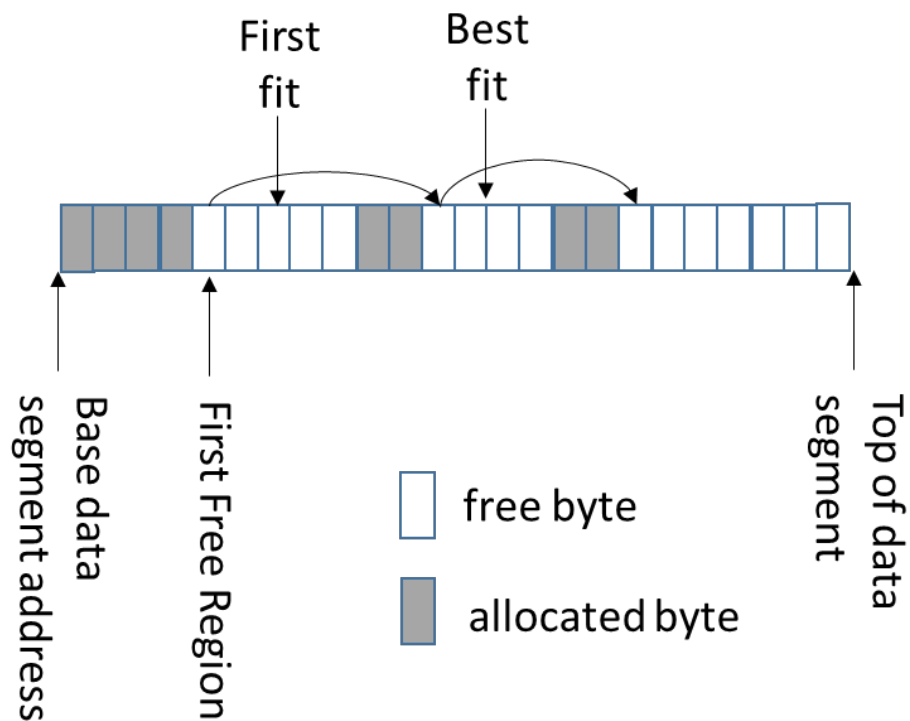 First
fit
Best
fit
Base data
segment address
First Free Region
Top of data
segment
free byte
allocated byte